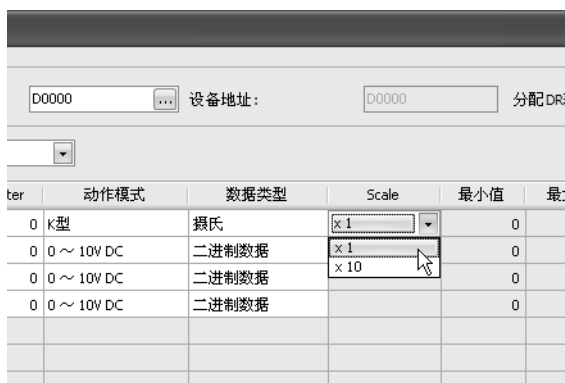 D0000 ... 设备地址： D0000 分配DR
ter 动作模式 数据类型 Scale 最小值 最
0 K型 摄氏 x 1 0
0 0 ～ 10V DC 二进制数据 x 1 0
0 0 ～ 10V DC 二进制数据 x 10 0
0 0 ～ 10V DC 二进制数据 0